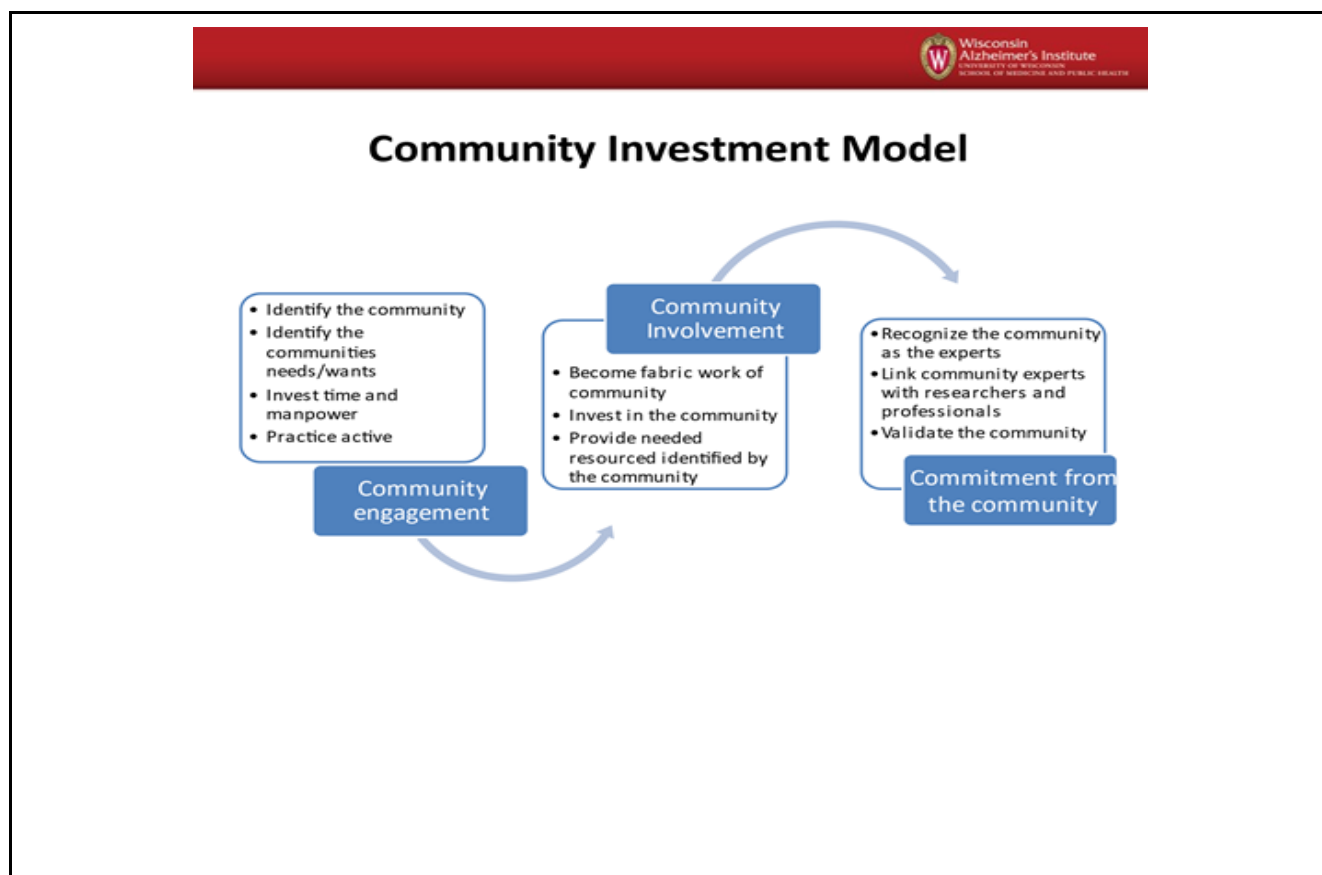 Wisconsin
Alzheimer's Institute
UNIVERSITY OF WISCONSIN
SCHOOL OF MEDICINE AND PUBLIC HEALTH
W
Community Investment Model
• Identify the community
• Identify the
communities
needs/wants
• Invest time and
manpower
• Practice active
Community
engagement
Community
Involvement
• Become fabric work of
community
• Invest in the community
• Provide needed
resourced identified by
the community
• Recognize the community
as the experts
• Link community experts
with researchers and
professionals
• Validate the community
Commitment from
the community